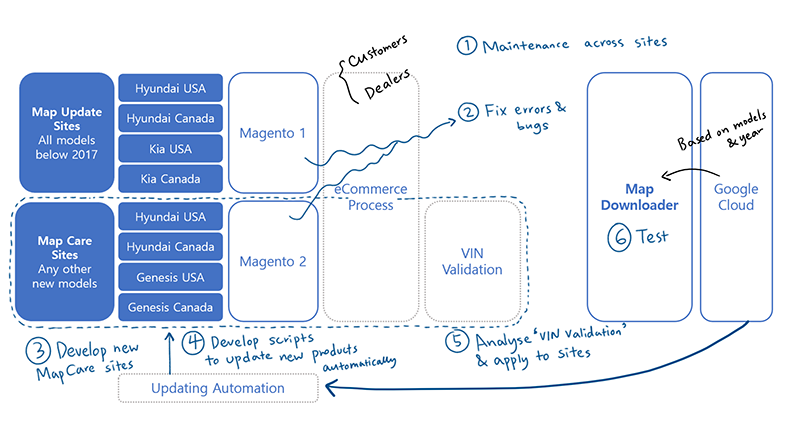 Customers
Dealers
① Maintenance across sites
② Fix errors &
bugs
Map Update
Sites
All models
below 2017
Hyundai USA
Hyundai Canada
Kia USA
Kia Canada
Magento 1
eCommerce
Process
Based on models
& year
Map
Downloader
Google
Cloud
⑥ Test
Map Care
Sites
Any other
new models
Hyundai USA
Hyundai Canada
Genesis USA
Genesis Canada
Magento 2
VIN
Validation
③ Develop new
MapCare sites
④ Develop scripts
to update new products
automatically
⑤ Analyse "VIN Validation"
& apply to sites
Updating Automation